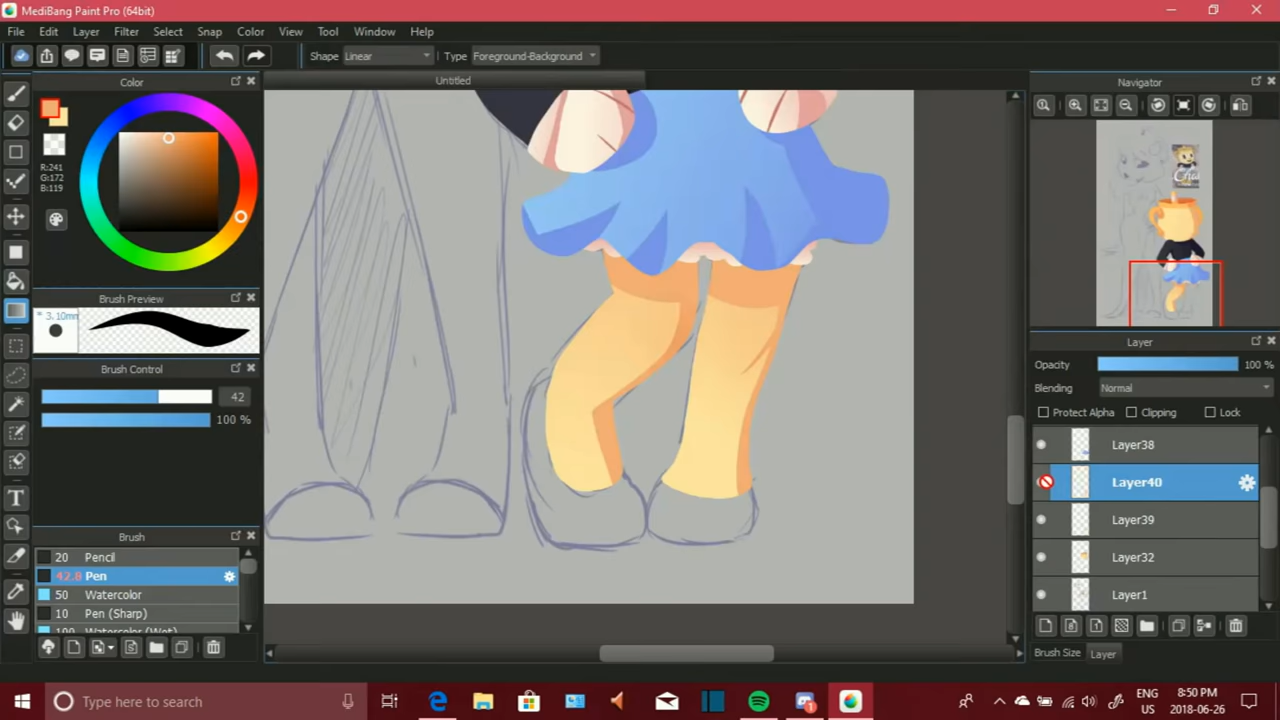 MediBang Paint Pro (64bit)
File Edit Layer Filter Select Snap Color View Tool Window Help
Shape Linear Type Foreground-Background
Color
Untitled
Navigator
R:241
G:172
B:119
Brush Preview
* 3.10mm
Brush Control
42
100 %
Layer
Opacity 100 %
Blending Normal
Protect Alpha Clipping Lock
Layer38
Layer40
Layer39
Layer32
Layer1
Brush
20 Pencil
42.8 Pen
50 Watercolor
10 Pen (Sharp)
100 Watercolor (Wet)
Brush Size Layer
Type here to search
ENG
US
8:50 PM
2018-06-26